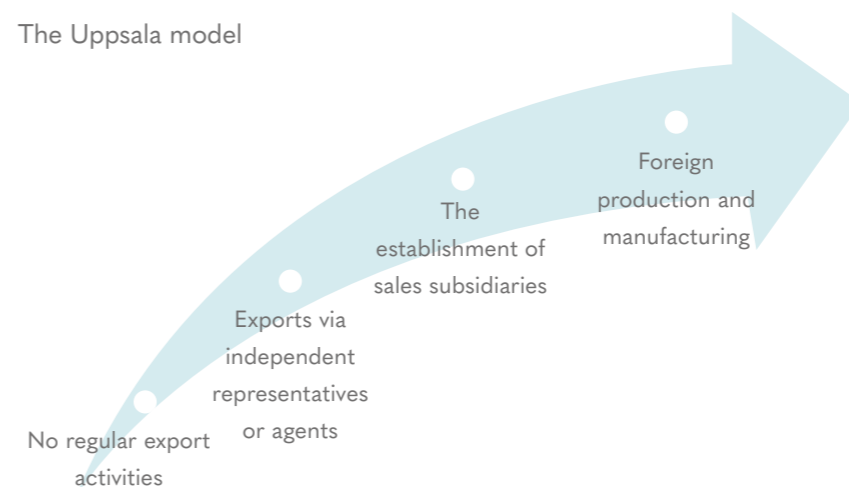 The Uppsala model
No regular export
activities
Exports via
independent
representatives
or agents
The
establishment of
sales subsidiaries
Foreign
production and
manufacturing